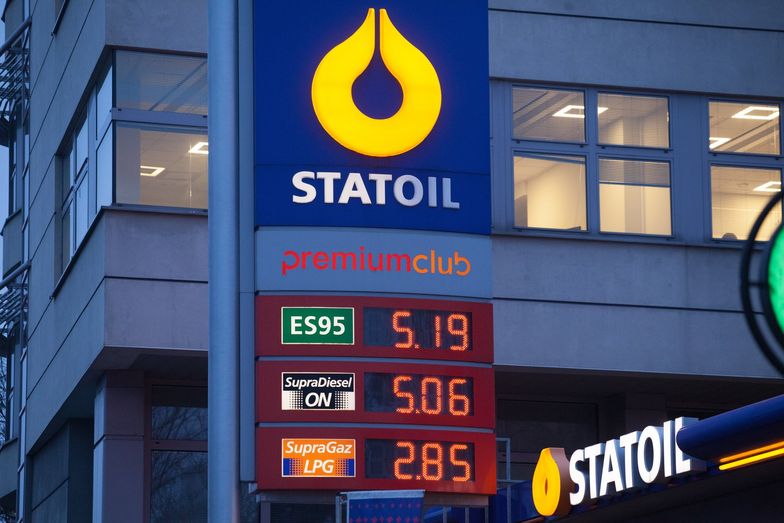 STATOIL
premiumclub
ES95 5.19
SupraDiesel
ON 5.06
SupraGaz
LPG 2.85
STATOIL